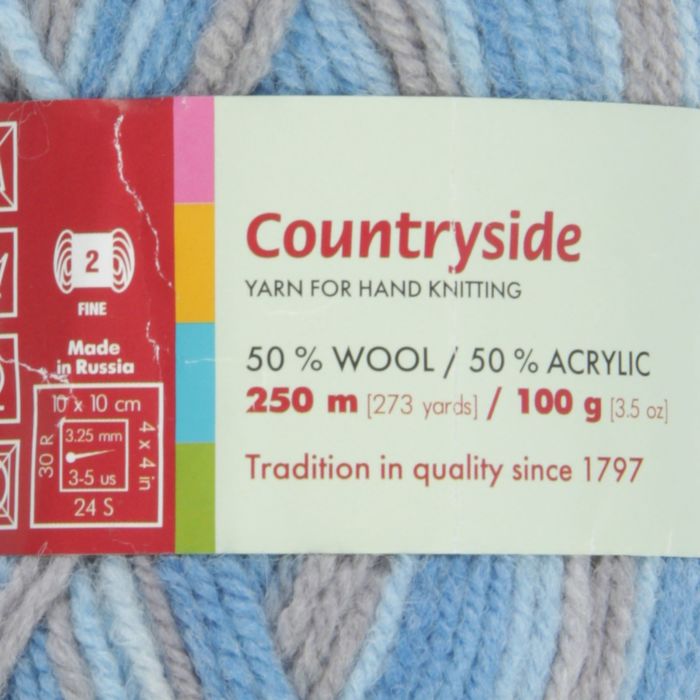 2
FINE
Made
in Russia
10 x 10 cm
30 R
3.25 mm
3-5 us
4 x 4 in
24 S
Countryside
YARN FOR HAND KNITTING
50 % WOOL / 50 % ACRYLIC
250 m [273 yards] / 100 g [3.5 oz]
Tradition in quality since 1797